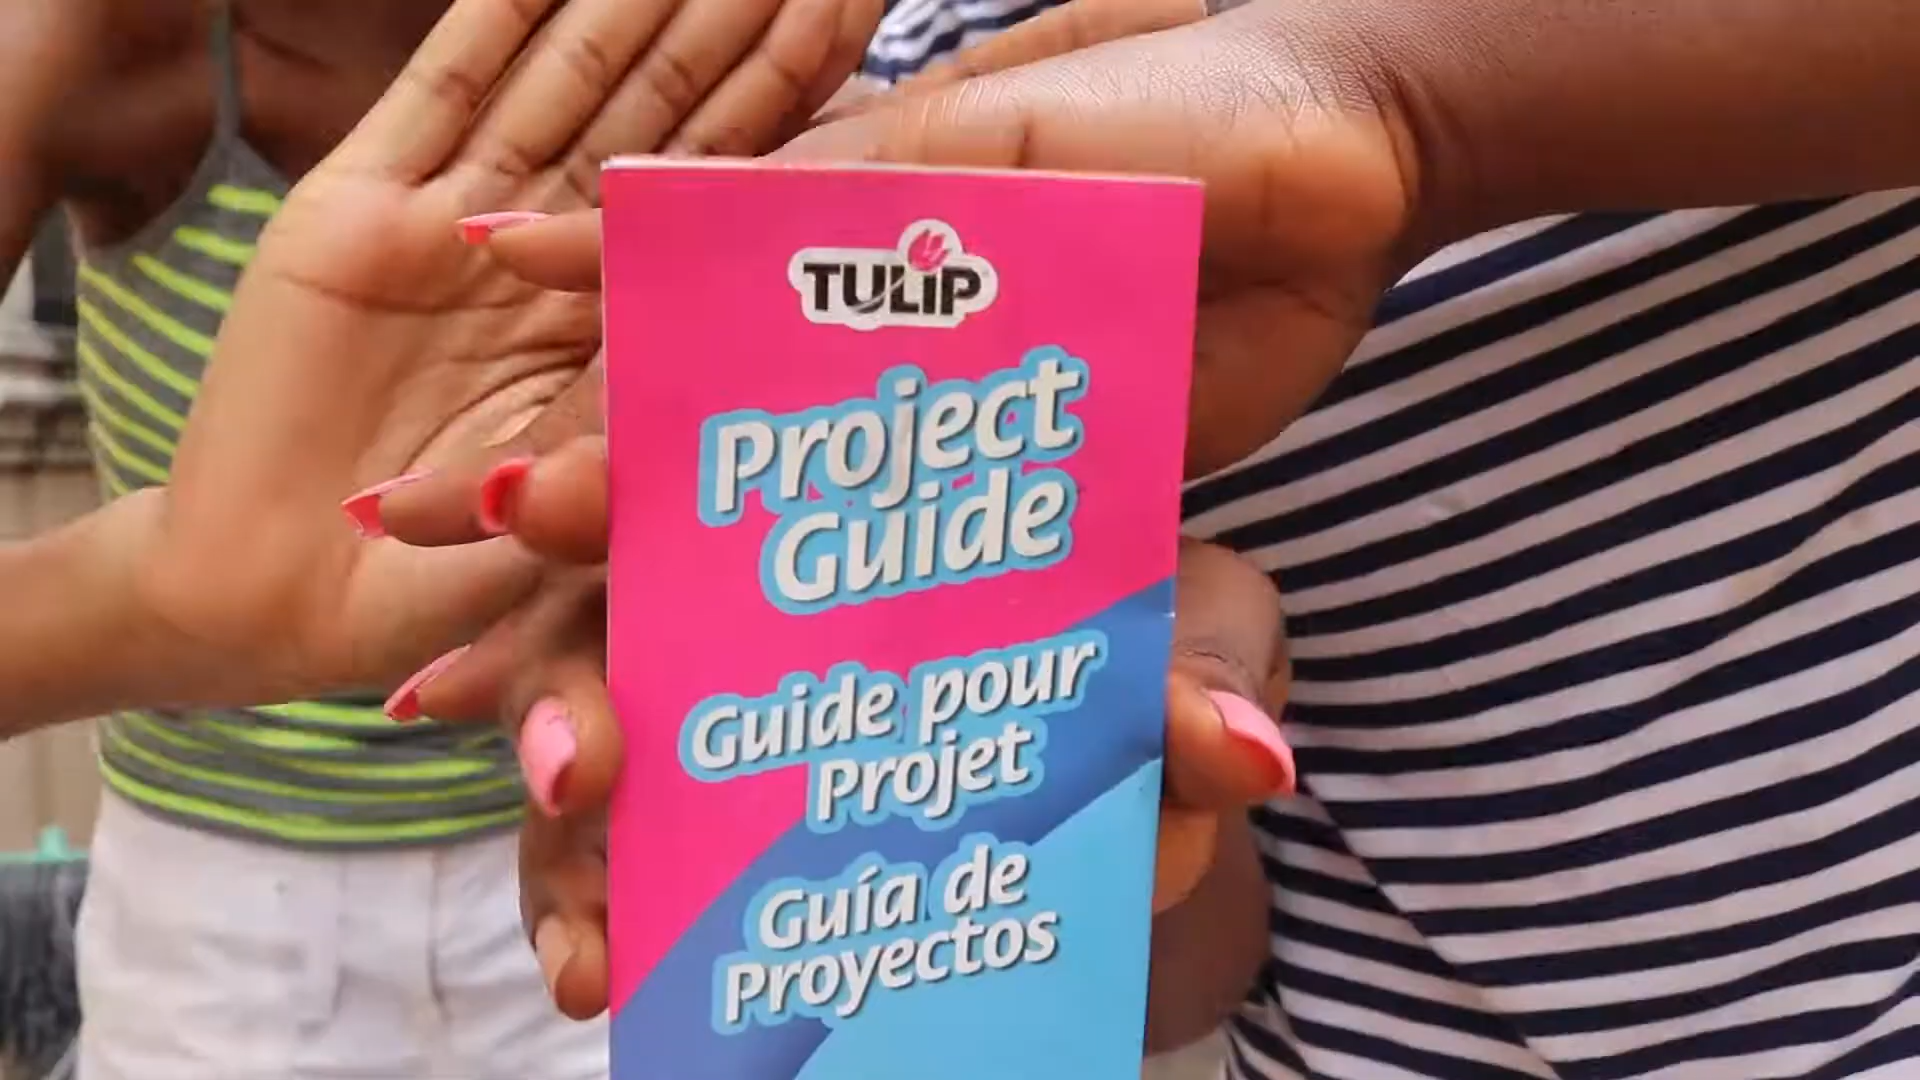 TULIP
Project
Guide
Guide pour
Projet
Guía de
Proyectos